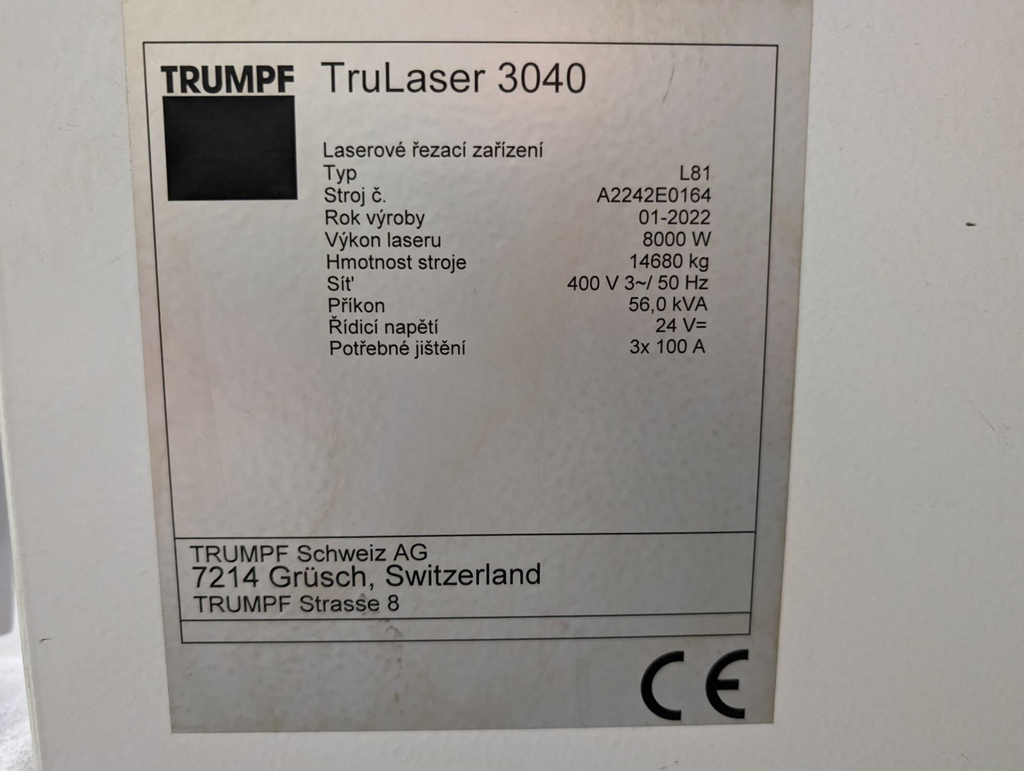 TRUMPF TruLaser 3040
Laserové řezací zařízení
Typ L81
Stroj č. A2242E0164
Rok výroby 01-2022
Výkon laseru 8000 W
Hmotnost stroje 14680 kg
Sít' 400 V 3~/ 50 Hz
Příkon 56,0 kVA
Řídicí napětí 24 V=
Potřebné jištění 3x 100 A
TRUMPF Schweiz AG
7214 Grüsch, Switzerland
TRUMPF Strasse 8
CE